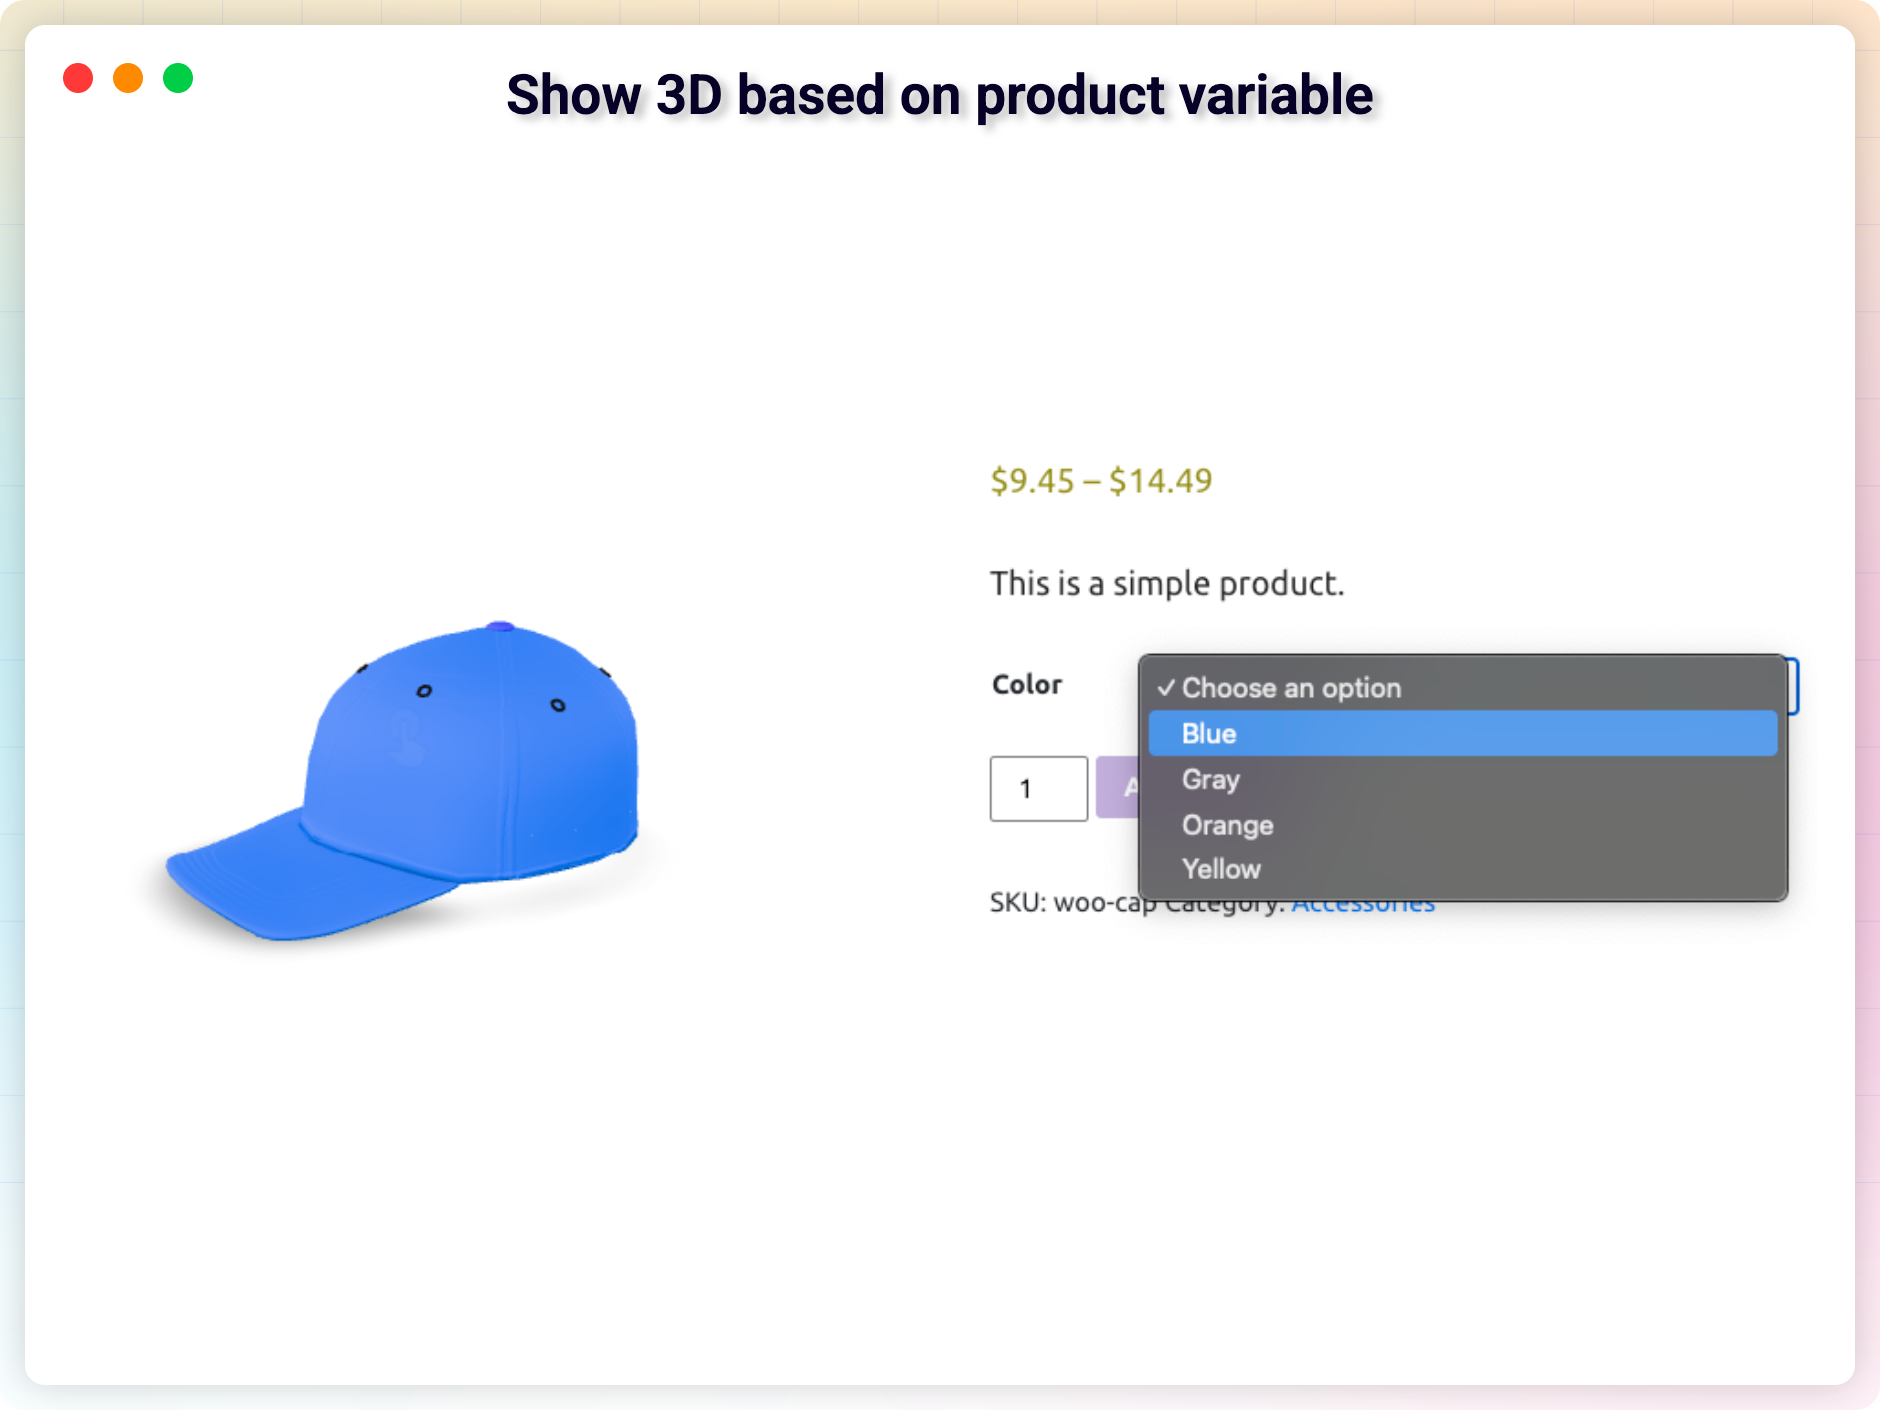 Show 3D based on product variable
$9.45 – $14.49
This is a simple product.
Color
✓ Choose an option
Blue
Gray
Orange
Yellow
1
SKU: woo-cap Category: Accessories